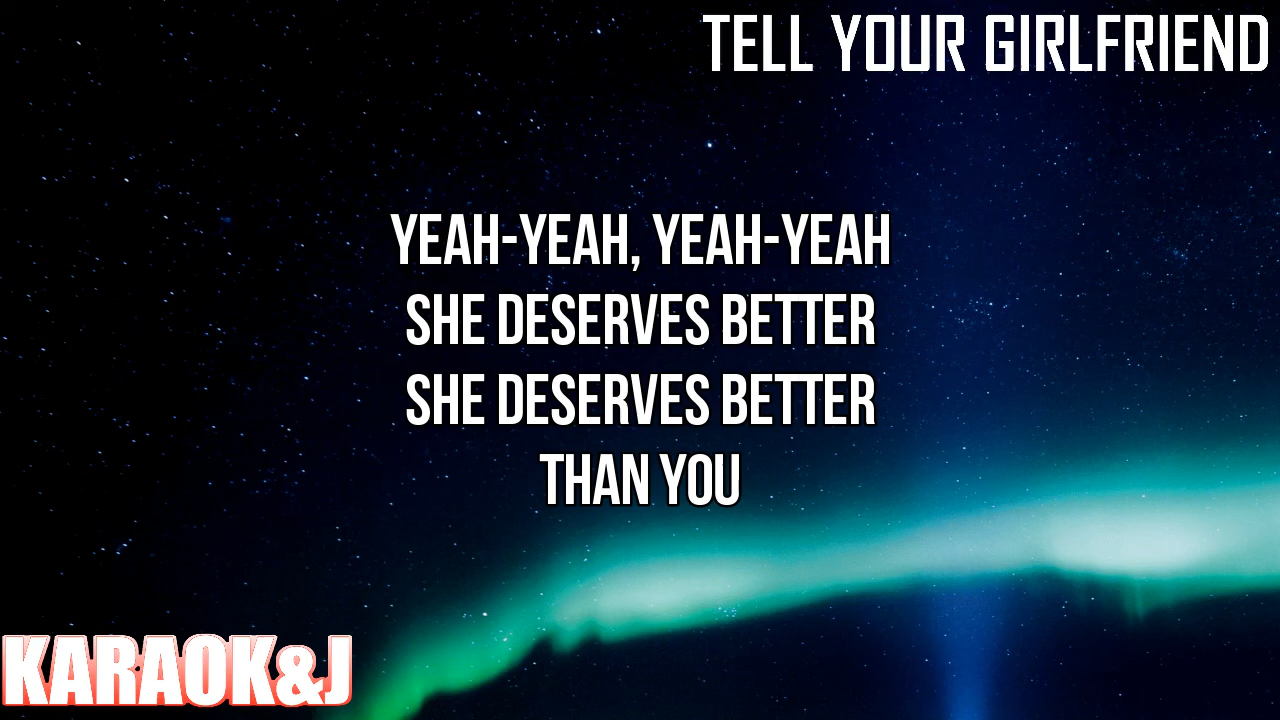 TELL YOUR GIRLFRIEND
YEAH-YEAH, YEAH-YEAH
SHE DESERVES BETTER
SHE DESERVES BETTER
THAN YOU
KARAOK&J